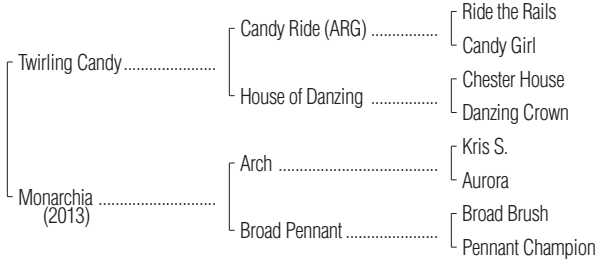 Ride the Rails
Candy Ride (ARG) ................
Candy Girl
Twirling Candy ......................
Chester House
House of Danzing ................
Danzing Crown
Kris S.
Arch ......................................
Aurora
Monarchia ............................
(2013)
Broad Brush
Broad Pennant ......................
Pennant Champion